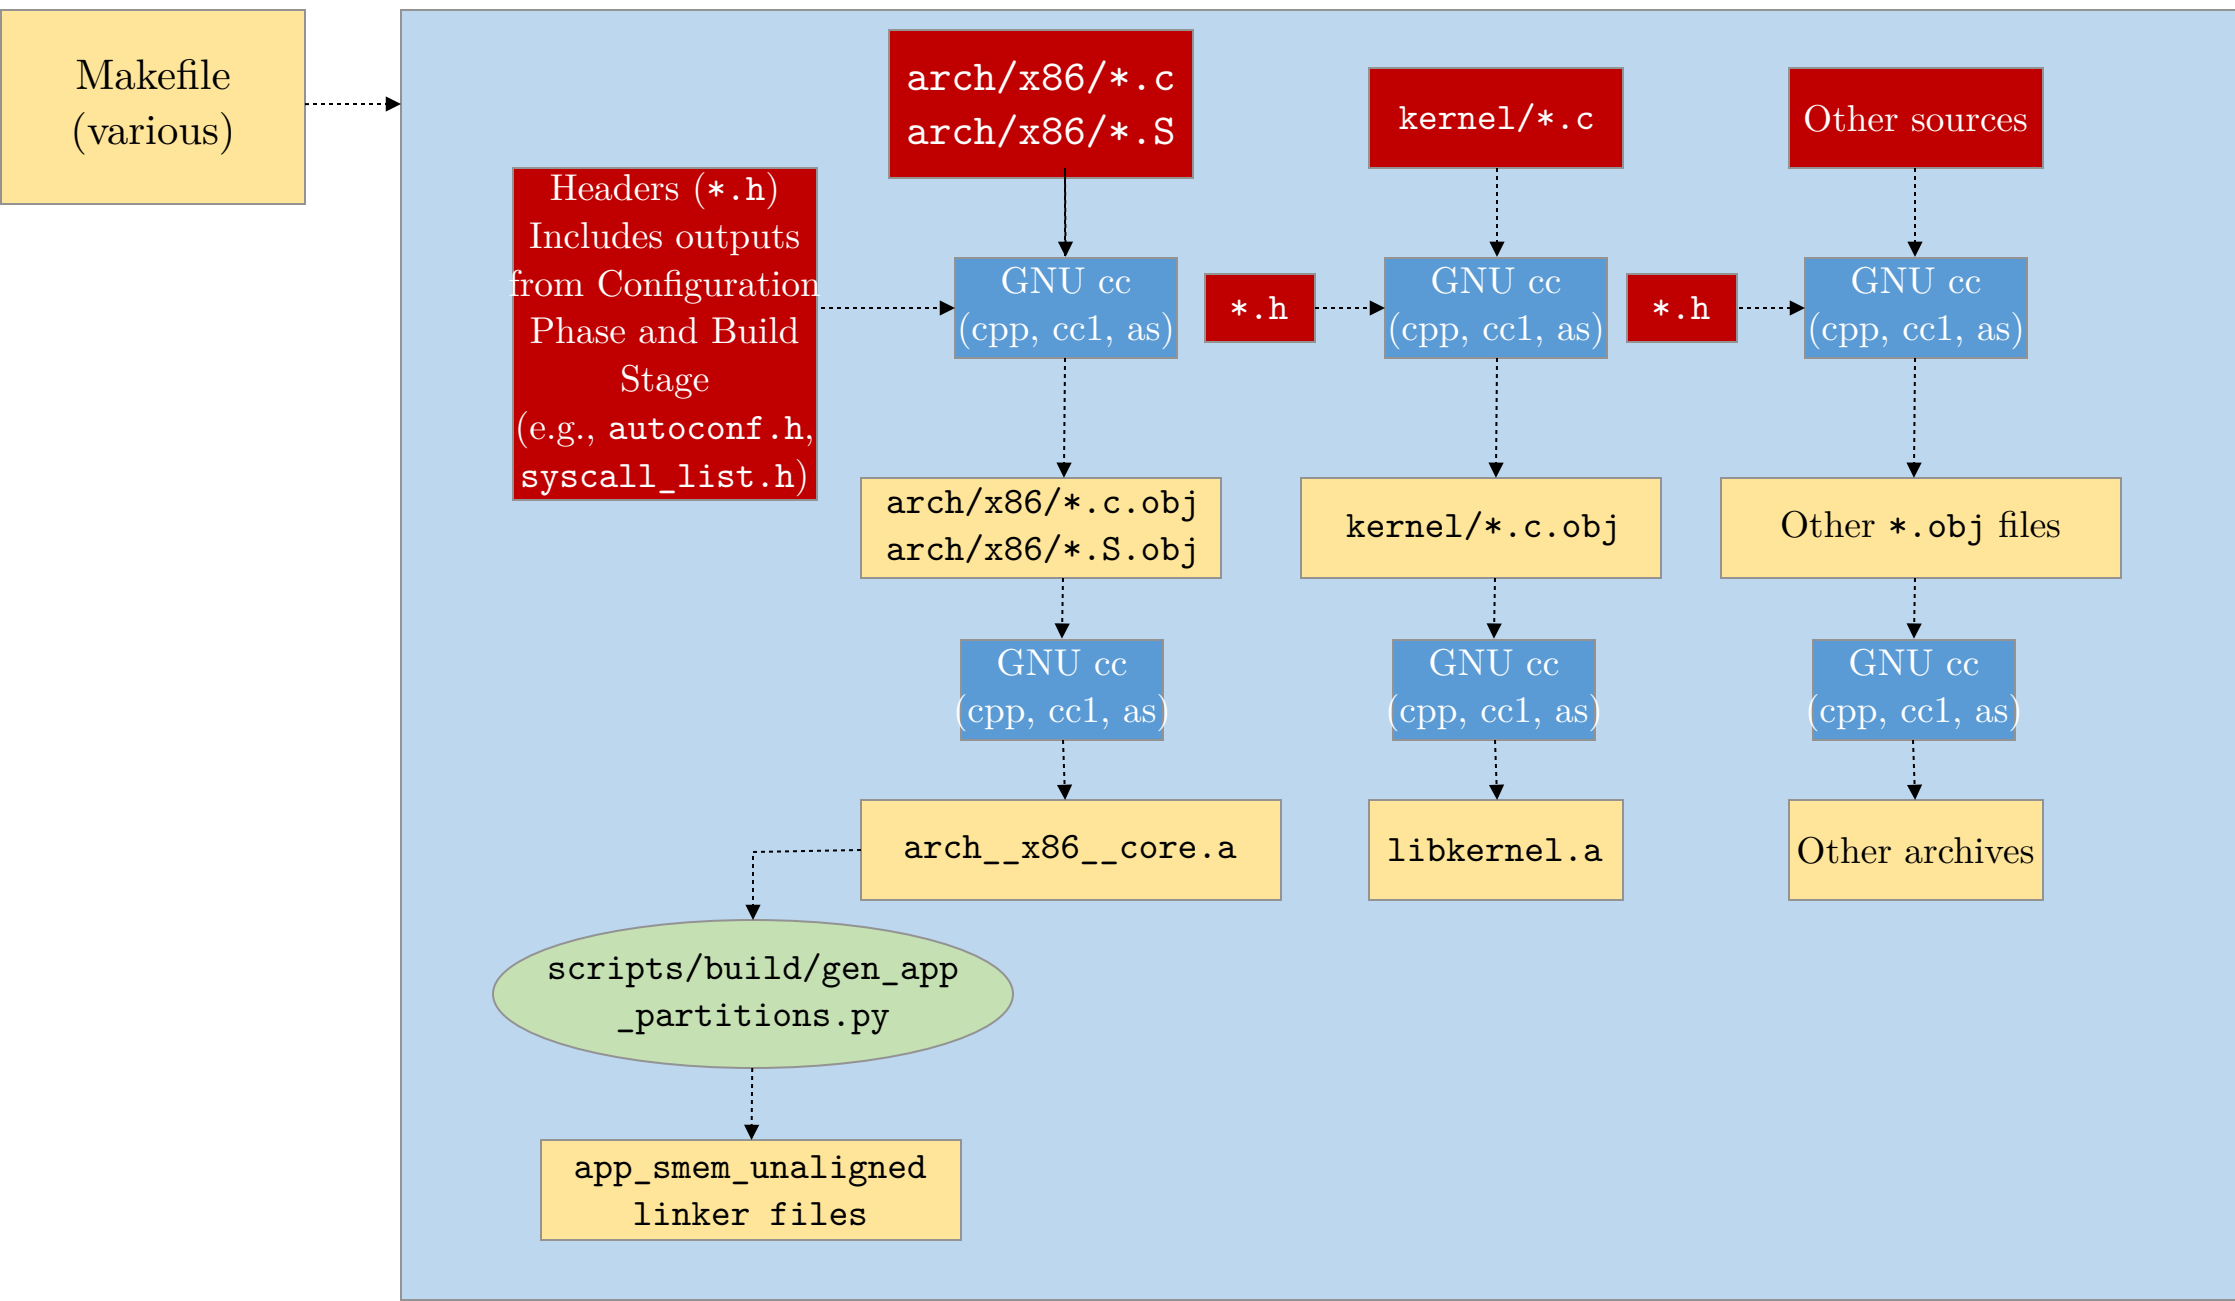 Makefile
(various)
arch/x86/*.c
arch/x86/*.S
kernel/*.c
Other sources
Headers (*.h)
Includes outputs
from Configuration
Phase and Build
Stage
(e.g., autoconf.h,
syscall_list.h)
GNU cc
(cpp, cc1, as)
*.h
GNU cc
(cpp, cc1, as)
*.h
GNU cc
(cpp, cc1, as)
arch/x86/*.c.obj
arch/x86/*.S.obj
kernel/*.c.obj
Other *.obj files
GNU cc
(cpp, cc1, as)
GNU cc
(cpp, cc1, as)
GNU cc
(cpp, cc1, as)
arch__x86__core.a
libkernel.a
Other archives
scripts/build/gen_app
_partitions.py
app_smem_unaligned
linker files